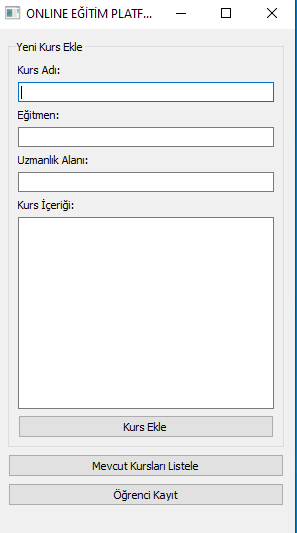 ONLINE EĞİTİM PLATF...
Yeni Kurs Ekle
Kurs Adı:
Eğitmen:
Uzmanlık Alanı:
Kurs İçeriği:
Kurs Ekle
Mevcut Kursları Listele
Öğrenci Kayıt